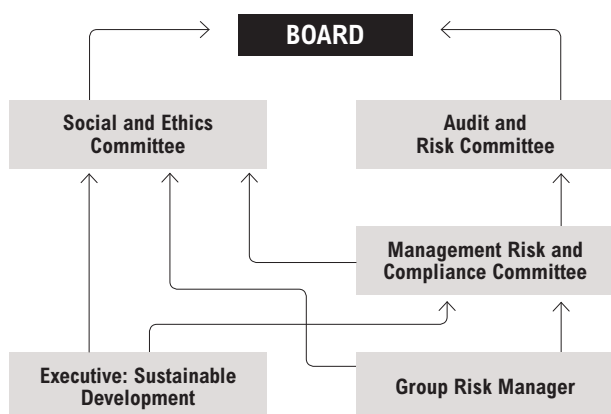 BOARD
Social and Ethics
Committee
Audit and
Risk Committee
Management Risk and
Compliance Committee
Executive: Sustainable
Development
Group Risk Manager